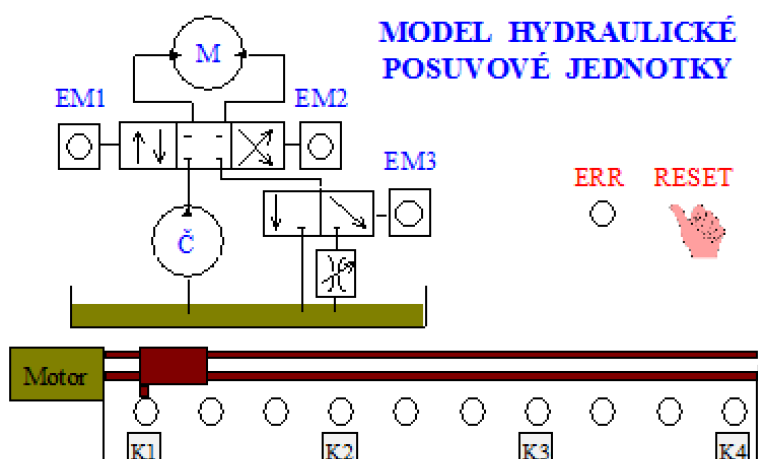 MODEL HYDRAULICKÉ
POSUVOVÉ JEDNOTKY
M
EM1
EM2
EM3
ERR RESET
Č
Motor
K1 K2 K3 K4